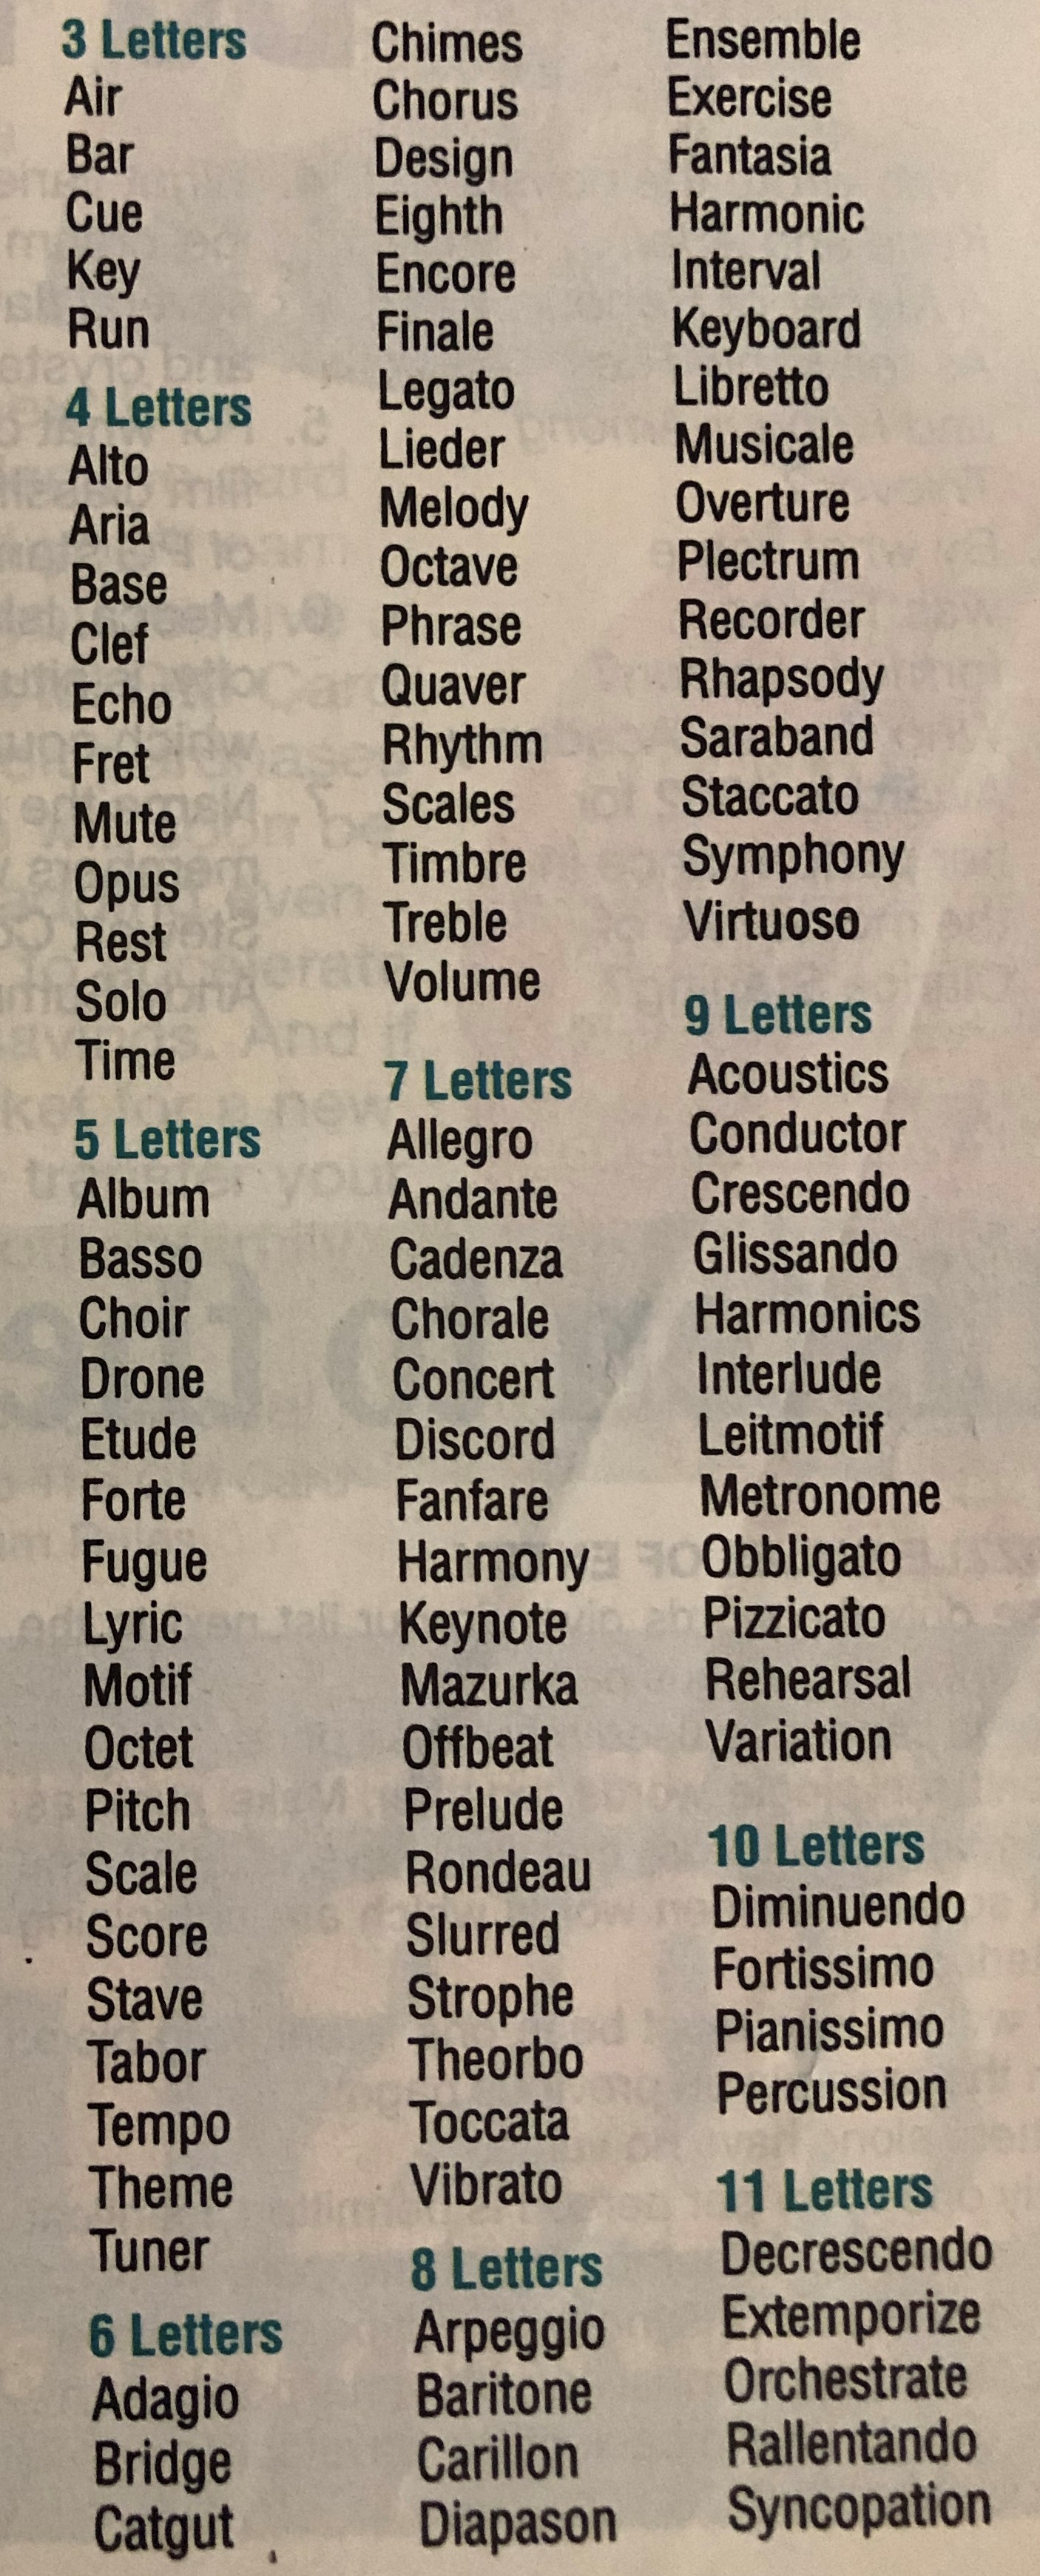 3 Letters
Air
Bar
Cue
Key
Run
4 Letters
Alto
Aria
Base
Clef
Echo
Fret
Mute
Opus
Rest
Solo
Time
5 Letters
Album
Basso
Choir
Drone
Etude
Forte
Fugue
Lyric
Motif
Octet
Pitch
Scale
Score
Stave
Tabor
Tempo
Theme
Tuner
6 Letters
Adagio
Bridge
Catgut
Chimes
Chorus
Design
Eighth
Encore
Finale
Legato
Lieder
Melody
Octave
Phrase
Quaver
Rhythm
Scales
Timbre
Treble
Volume
7 Letters
Allegro
Andante
Cadenza
Chorale
Concert
Discord
Fanfare
Harmony
Keynote
Mazurka
Offbeat
Prelude
Rondeau
Slurred
Strophe
Theorbo
Toccata
Vibrato
8 Letters
Arpeggio
Baritone
Carillon
Diapason
Ensemble
Exercise
Fantasia
Harmonic
Interval
Keyboard
Libretto
Musicale
Overture
Plectrum
Recorder
Rhapsody
Saraband
Staccato
Symphony
Virtuoso
9 Letters
Acoustics
Conductor
Crescendo
Glissando
Harmonics
Interlude
Leitmotif
Metronome
Obbligato
Pizzicato
Rehearsal
Variation
10 Letters
Diminuendo
Fortissimo
Pianissimo
Percussion
11 Letters
Decrescendo
Extemporize
Orchestrate
Rallentando
Syncopation